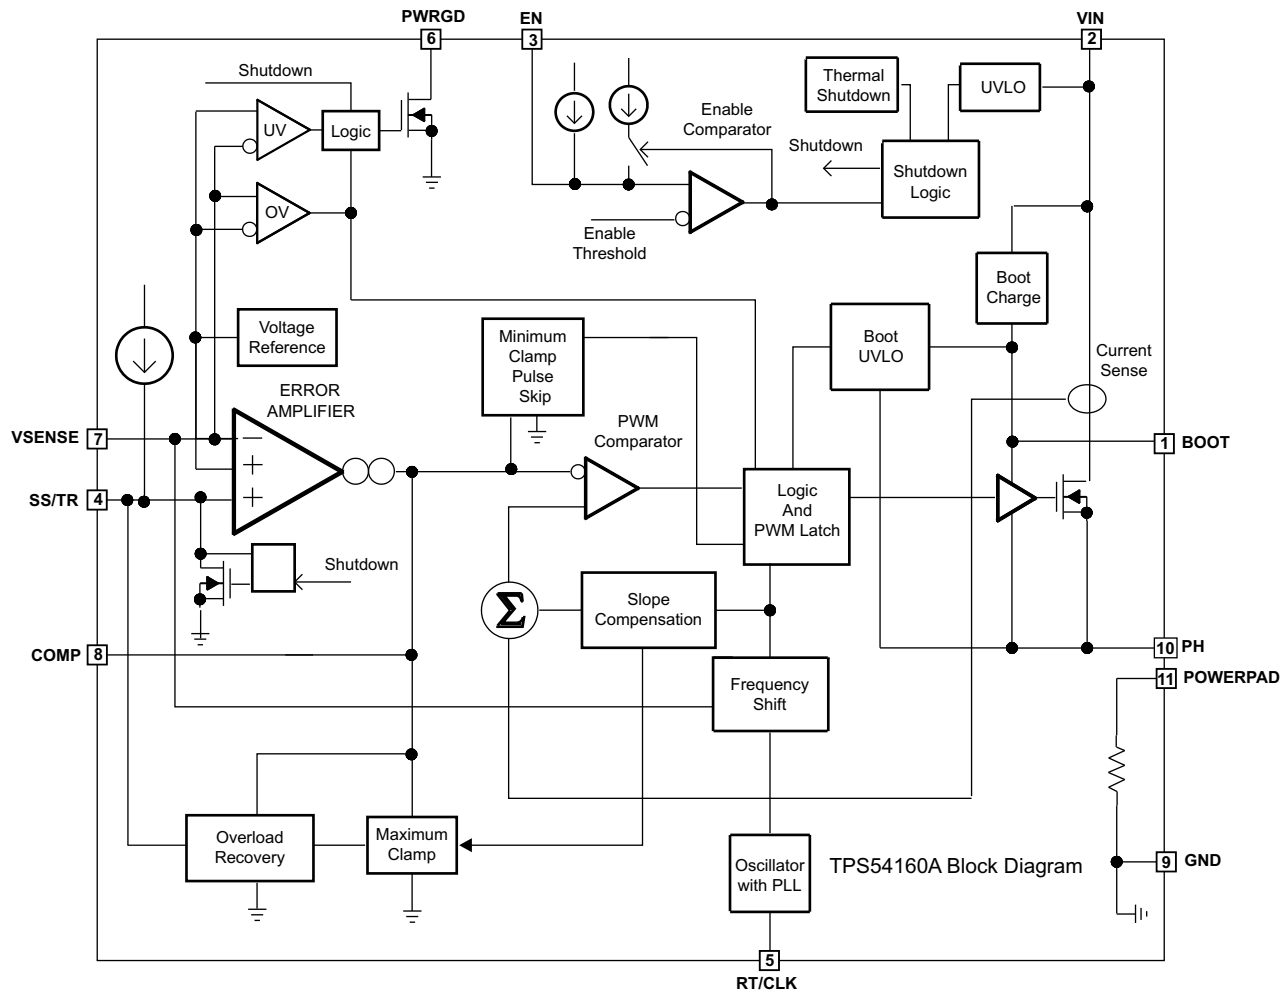 PWRGD
EN
VIN
6
3
2
Shutdown
Thermal
Shutdown
UVLO
UV
Logic
Enable
Comparator
Shutdown
Shutdown
Logic
OV
Enable
Threshold
Boot
Charge
Voltage
Reference
Minimum
Clamp
Pulse
Skip
Boot
UVLO
Current
Sense
ERROR
AMPLIFIER
PWM
Comparator
VSENSE
7
1
BOOT
−
+
+
SS/TR
4
Logic
And
PWM Latch
Shutdown
Σ
Slope
Compensation
COMP
8
10
PH
11
POWERPAD
Frequency
Shift
Overload
Recovery
Maximum
Clamp
Oscillator
with PLL
TPS54160A Block Diagram
9
GND
5
RT/CLK